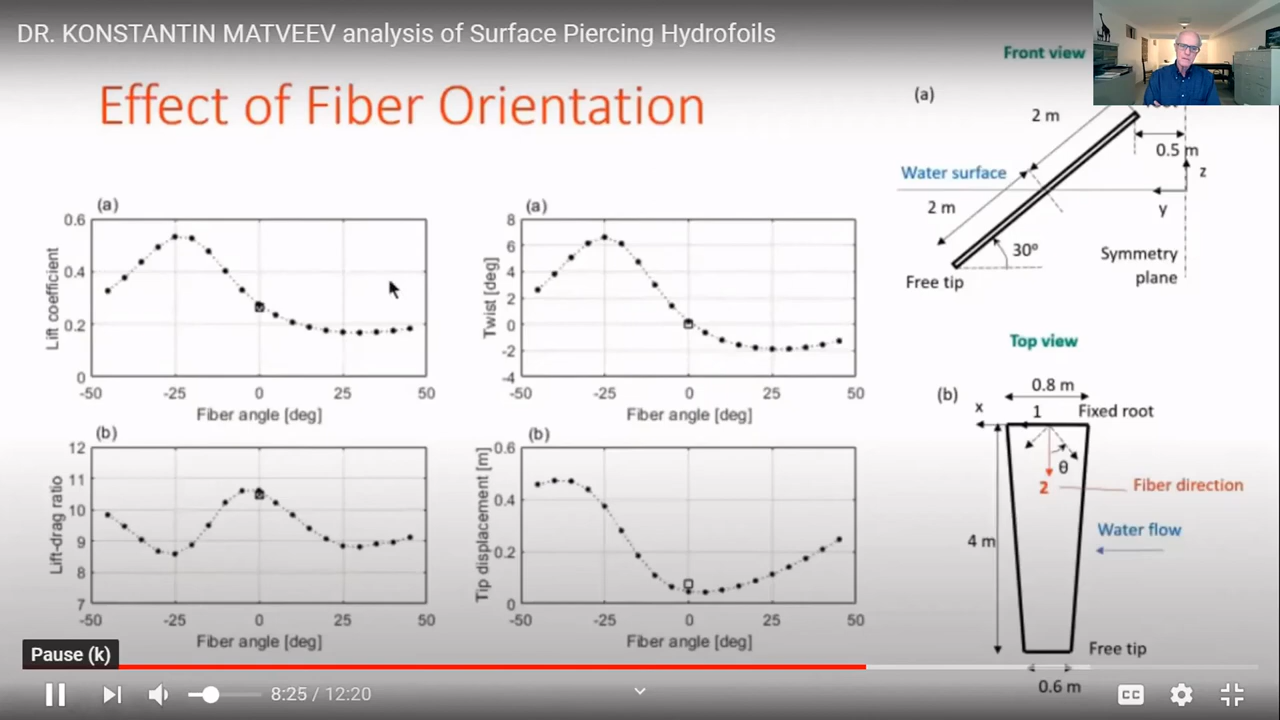 DR. KONSTANTIN MATVEEV analysis of Surface Piercing Hydrofoils
Effect of Fiber Orientation
(a)
0.6
0.4
0.2
0
Lift coefficient
-50
-25
0
25
50
Fiber angle [deg]
(a)
8
6
4
2
0
-2
-4
Twist [deg]
-50
-25
0
25
50
Fiber angle [deg]
(b)
12
11
10
9
8
7
Lift-drag ratio
-50
-25
0
25
50
Fiber angle [deg]
(b)
0.6
0.4
0.2
0
Tip displacement [m]
-50
-25
0
25
50
Fiber angle [deg]
Front view
(a)
2 m
0.5 m
z
Water surface
2 m
y
30º
Symmetry
plane
Free tip
Top view
(b)
0.8 m
x
1
Fixed root
θ
2
Fiber direction
Water flow
4 m
Free tip
0.6 m
Pause (k)
8:25 / 12:20
CC